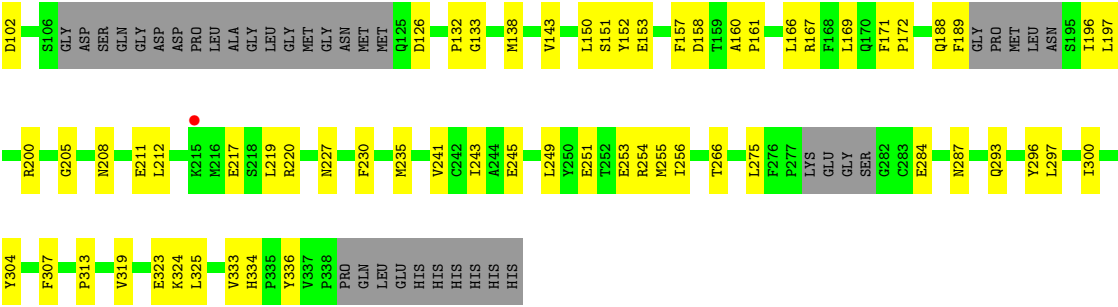 D102 S106 GLY ASP SER GLN GLY ASP ASP PRO LEU ALA GLY LEU GLY MET GLY ASN MET MET Q125 D126 P132 G133 M138 V143 L150 S151 Y152 E153 F157 D158 T159 A160 P161 L166 R167 F168 L169 Q170 F171 P172 Q188 F189 GLY PRO MET LEU ASN S195 I196 L197
R200 G205 N208 E211 L212 K215 M216 E217 S218 L219 R220 N227 F230 M235 V241 C242 I243 A244 E245 L249 Y250 E251 T252 E253 R254 M255 I256 T266 L275 F276 P277 LYS GLU GLY SER G282 C283 E284 N287 Q293 Y296 L297 I300
Y304 F307 P313 V319 E323 K324 L325 V333 H334 P335 Y336 V337 P338 PRO GLN LEU GLU HIS HIS HIS HIS HIS HIS